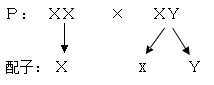 P： XX × XY
配子： X X Y